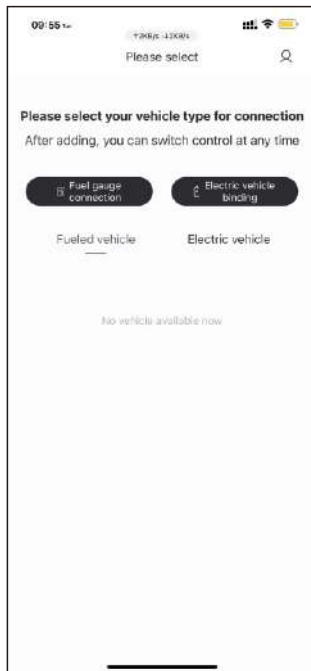 09:55
Please select
Please select your vehicle type for connection
After adding, you can switch control at any time
Fuel gauge
connection
Electric vehicle
binding
Fueled vehicle
Electric vehicle
No vehicle available now